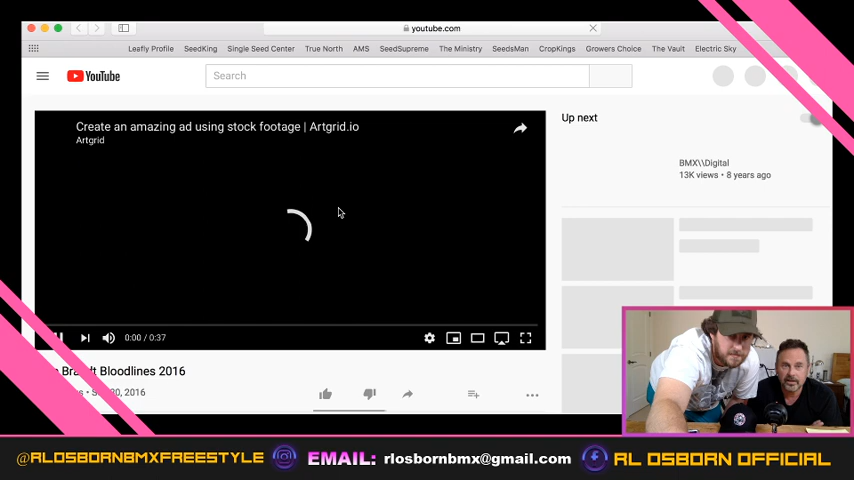 youtube.com
Leafly Profile SeedKing Single Seed Center True North AMS SeedSupreme The Ministry SeedsMan CropKings Growers Choice The Vault Electric Sky
YouTube
Search
Create an amazing ad using stock footage | Artgrid.io
Artgrid
Up next
BMX\\Digital
13K views • 8 years ago
0:00 / 0:37
Bloodlines 2016
20, 2016
@RLOSBORNBMXFREESTYLE EMAIL: rlosbornbmx@gmail.com RL OSBORN OFFICIAL